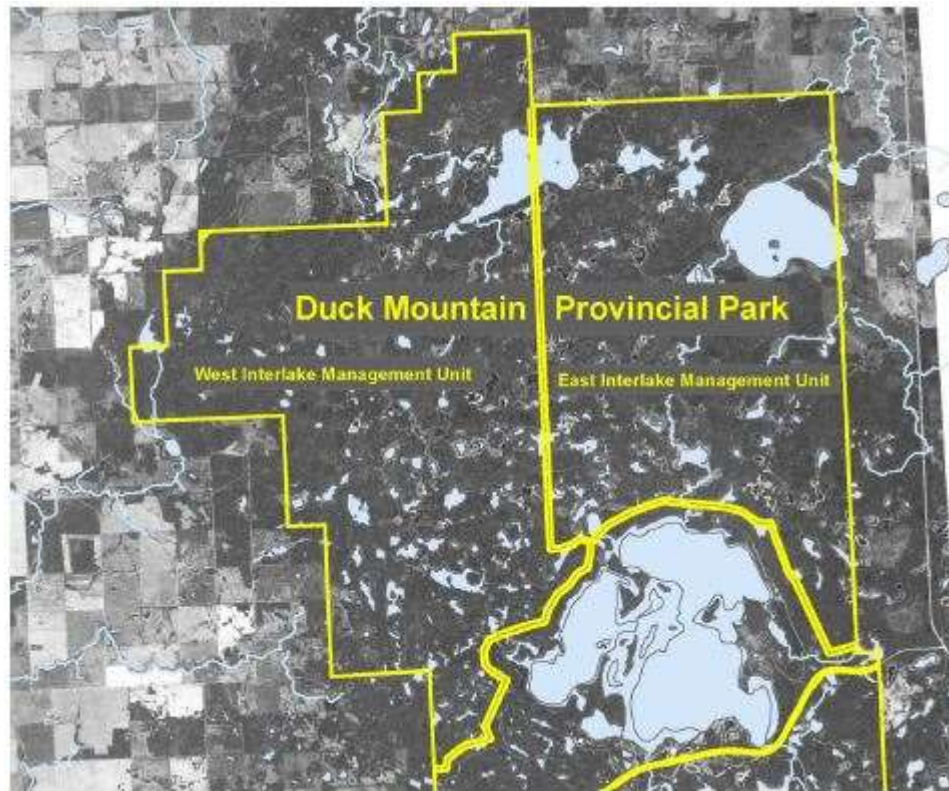 Duck Mountain Provincial Park
West Interlake Management Unit
East Interlake Management Unit